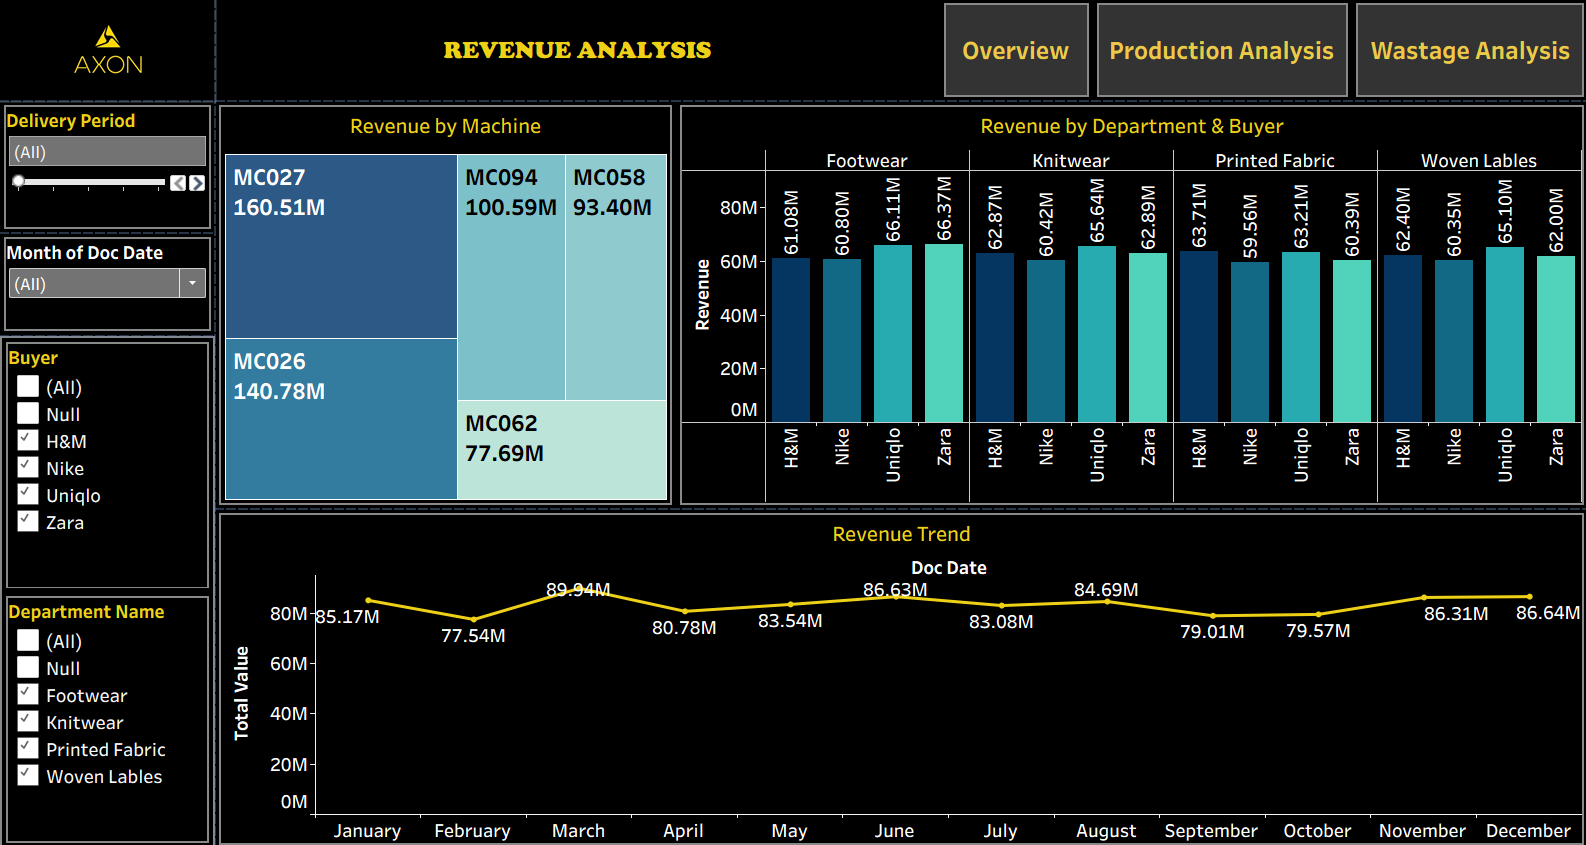 AXON
REVENUE ANALYSIS
Overview
Production Analysis
Wastage Analysis
Delivery Period
(All)
Month of Doc Date
(All)
Buyer
(All)
Null
H&M
Nike
Uniqlo
Zara
Department Name
(All)
Null
Footwear
Knitwear
Printed Fabric
Woven Lables
Revenue by Machine
MC027
160.51M
MC026
140.78M
MC094
100.59M
MC058
93.40M
MC062
77.69M
Revenue by Department & Buyer
Footwear Knitwear Printed Fabric Woven Lables
Revenue
80M
60M
40M
20M
0M
61.08M 60.80M 66.11M 66.37M 62.87M 60.42M 65.64M 62.89M 63.71M 59.56M 63.21M 60.39M 62.40M 60.35M 65.10M 62.00M
H&M Nike Uniqlo Zara H&M Nike Uniqlo Zara H&M Nike Uniqlo Zara H&M Nike Uniqlo Zara
Revenue Trend
Doc Date
Total Value
80M
60M
40M
20M
0M
85.17M 77.54M 89.94M 80.78M 83.54M 86.63M 83.08M 84.69M 79.01M 79.57M 86.31M 86.64M
January February March April May June July August September October November December